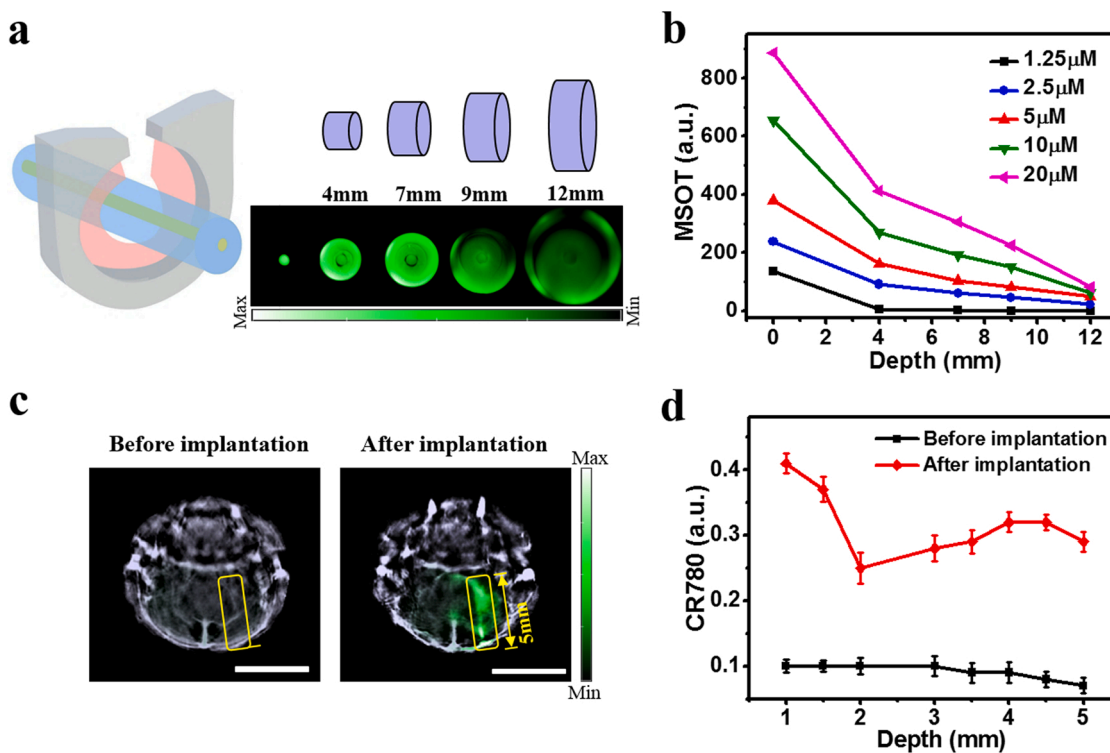 a
4mm 7mm 9mm 12mm
Max
Min
b
MSOT (a.u.)
800
600
400
200
0
0 2 4 6 8 10 12
Depth (mm)
1.25μM
2.5μM
5μM
10μM
20μM
c
Before implantation After implantation
5mm
Max
Min
d
CR780 (a.u.)
0.4
0.3
0.2
0.1
1 2 3 4 5
Depth (mm)
Before implantation
After implantation